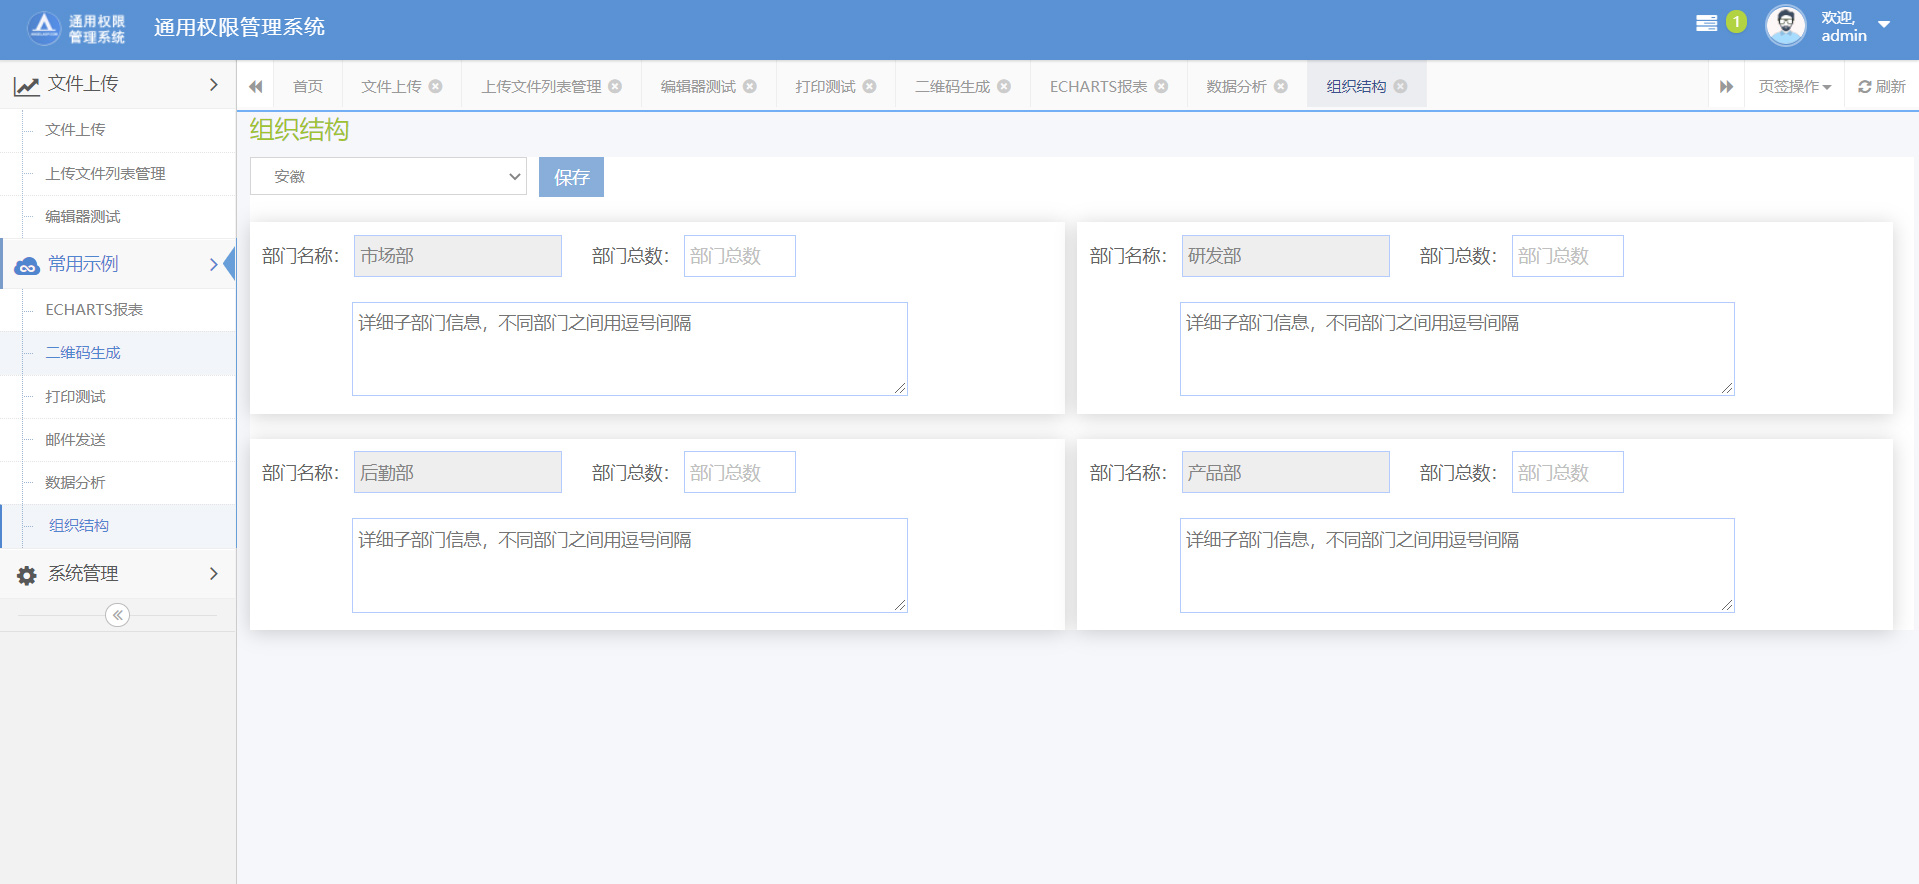 通用权限
管理系统
通用权限管理系统
1
欢迎,
admin
文件上传
文件上传
上传文件列表管理
编辑器测试
常用示例
ECHARTS报表
二维码生成
打印测试
邮件发送
数据分析
组织结构
系统管理
首页 文件上传 上传文件列表管理 编辑器测试 打印测试 二维码生成 ECHARTS报表 数据分析 组织结构 页签操作 刷新
组织结构
安徽 保存
部门名称： 市场部 部门总数： 部门总数
详细子部门信息，不同部门之间用逗号间隔
部门名称： 研发部 部门总数： 部门总数
详细子部门信息，不同部门之间用逗号间隔
部门名称： 后勤部 部门总数： 部门总数
详细子部门信息，不同部门之间用逗号间隔
部门名称： 产品部 部门总数： 部门总数
详细子部门信息，不同部门之间用逗号间隔